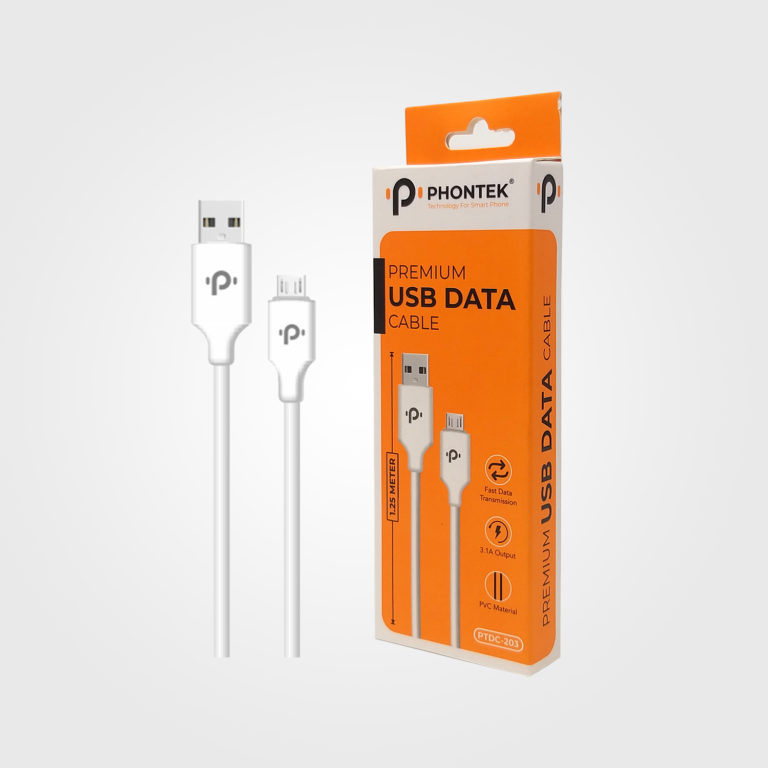 PHONTEK®
Technology For Smart Phone
PREMIUM
USB DATA
CABLE
1.25 METER
Fast Data
Transmission
3.1A Output
PVC Material
PTDC-203
PREMIUM USB DATA CABLE